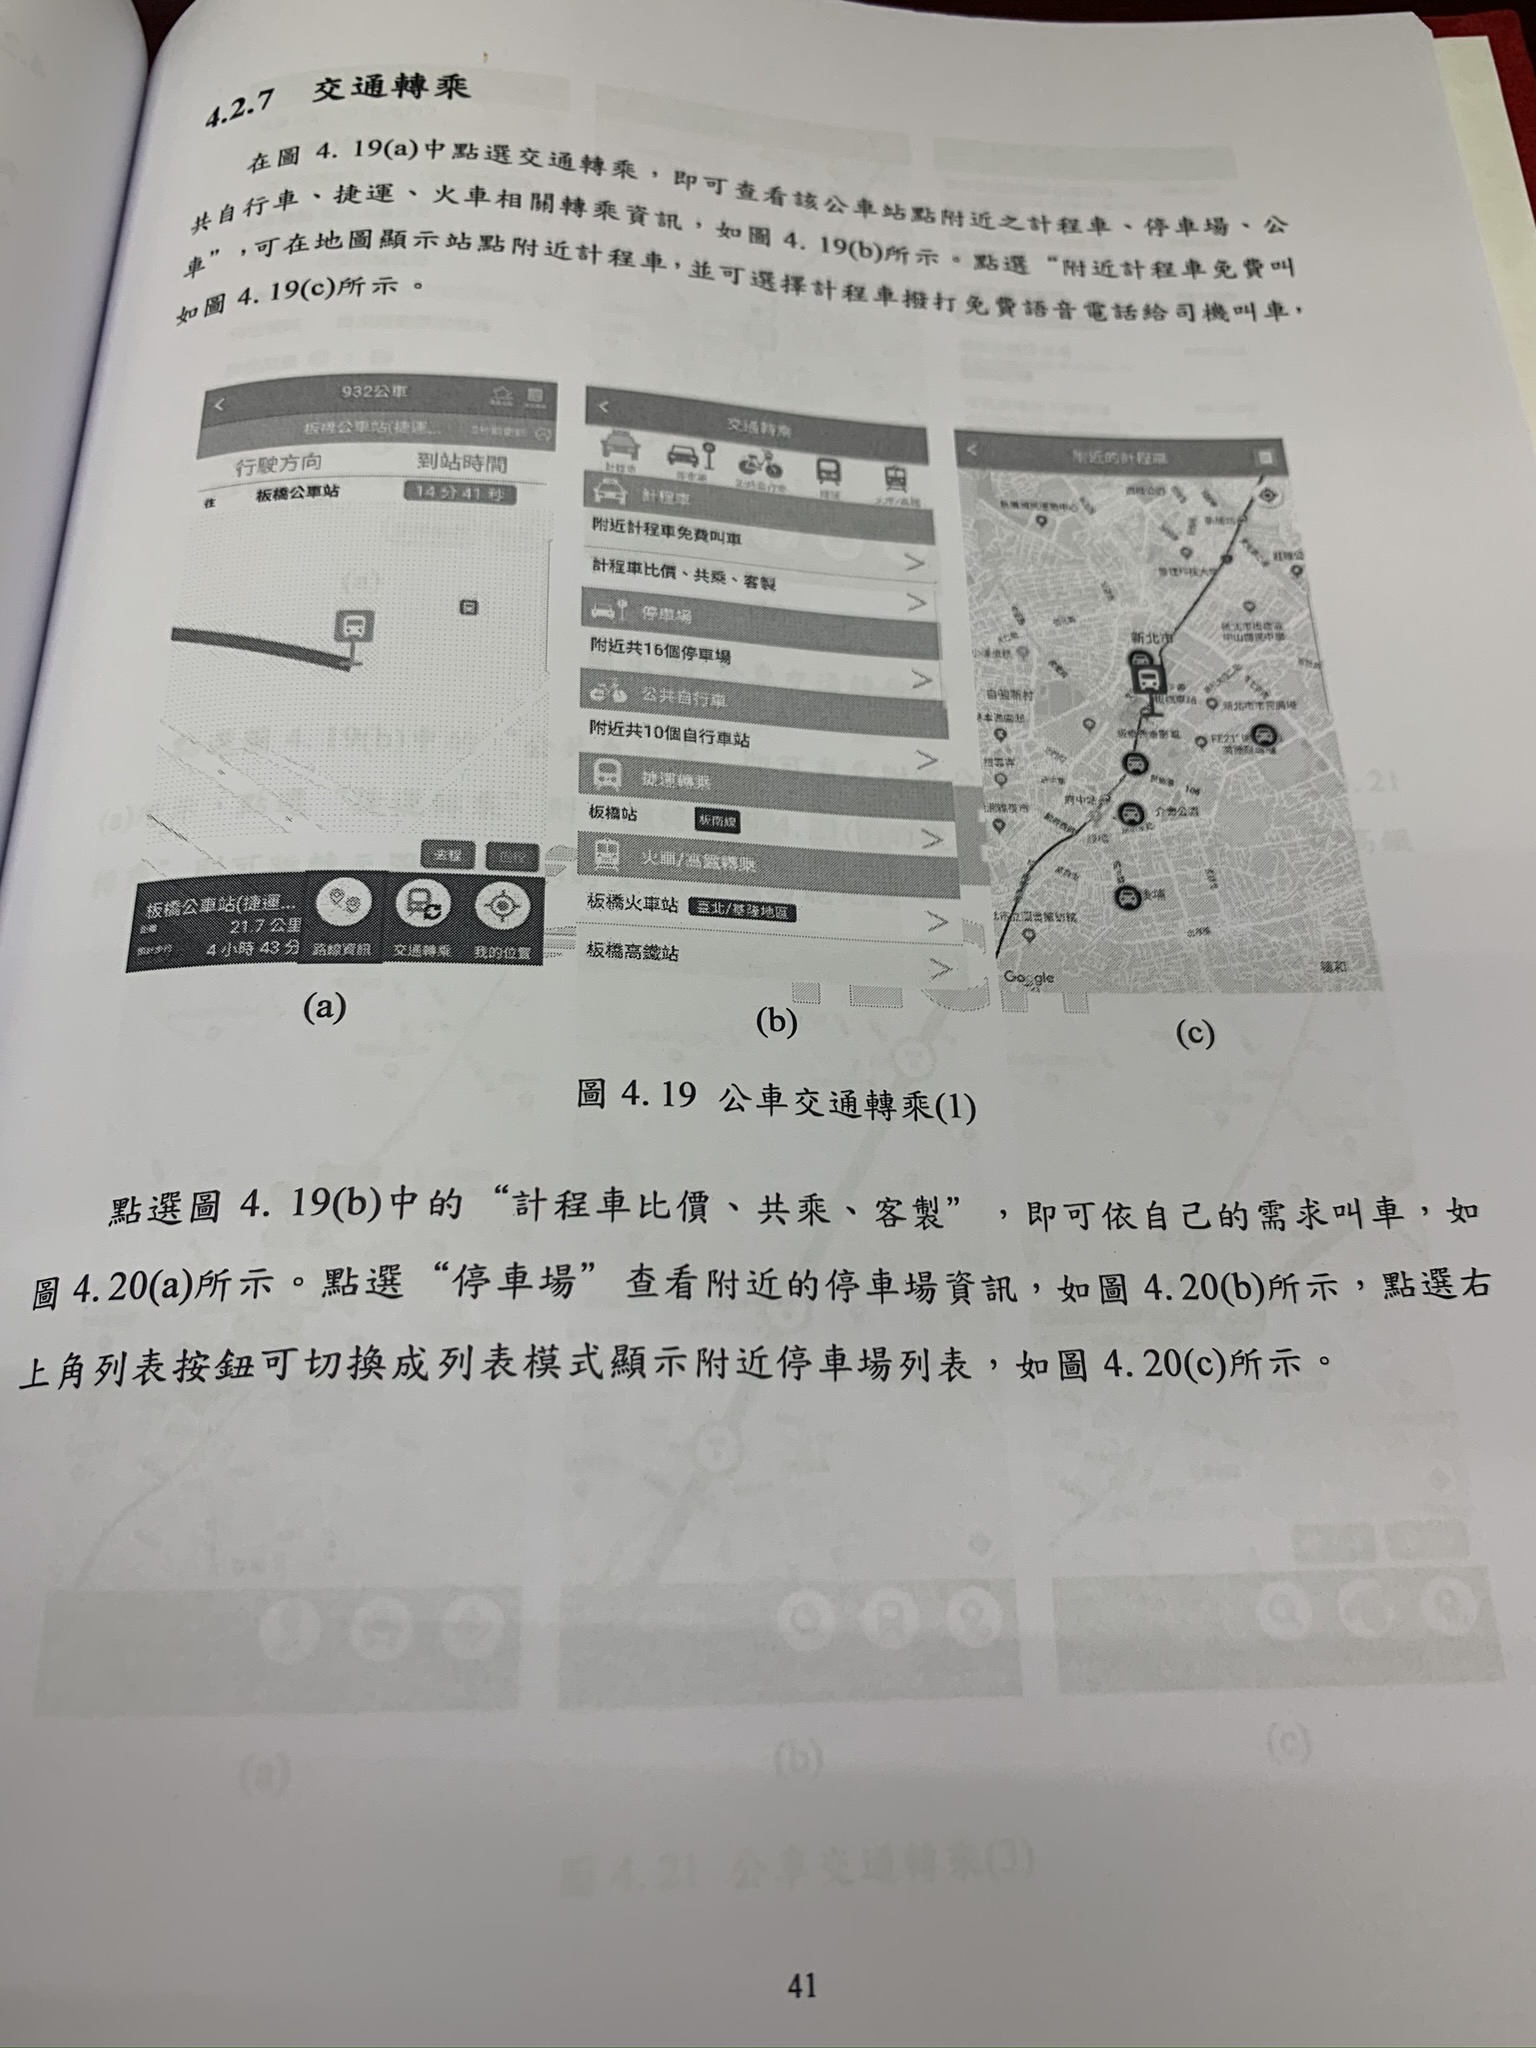 4.2.7 交通轉乘
在圖 4. 19(a)中點選交通轉乘,即可查看該公車站點附近之計程車、停車場、公
共自行車、捷運、火車相關轉乘資訊,如圖 4. 19(b)所示。點選“附近計程車免費叫
車”,可在地圖顯示站點附近計程車,並可選擇計程車撥打免費語音電話給司機叫車,
如圖 4. 19(c)所示。
932公車
板橋公車站(捷運...
行駛方向 到站時間
往 板橋公車站 14 分 41 秒
去程
板橋公車站(捷運...
21.7 公里
4 小時 43 分
路線資訊 交通轉乘 我的位置
(a)
交通轉乘
計程車
計程車
附近計程車免費叫車
計程車比價、共乘、客製
停車場
附近共16個停車場
公共自行車
附近共10個自行車站
捷運轉乘
板橋站 板南線
火車/高鐵轉乘
板橋火車站 臺北/基隆地區
板橋高鐵站
(b)
附近的計程車
新北市
自強新村
介壽公園
Google
(c)
圖 4. 19 公車交通轉乘(1)
點選圖 4. 19(b)中的“計程車比價、共乘、客製”,即可依自己的需求叫車,如
圖 4. 20(a)所示。點選“停車場”查看附近的停車場資訊,如圖 4. 20(b)所示,點選右
上角列表按鈕可切換成列表模式顯示附近停車場列表,如圖 4. 20(c)所示。
41